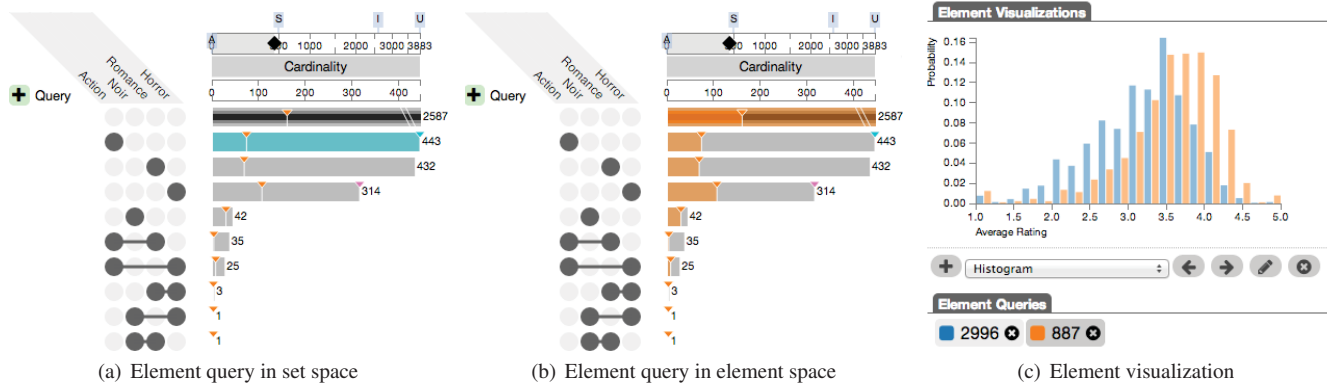 S I U
A
U 500 1000 2000 3000 3883
Cardinality
0 100 200 300 400
Action
Noir
Romance
Horror
Query
2587
443
432
314
42
35
25
3
1
1
(a) Element query in set space
S I U
A
U 500 1000 2000 3000 3883
Cardinality
0 100 200 300 400
Action
Noir
Romance
Horror
Query
2587
443
432
314
42
35
25
3
1
1
(b) Element query in element space
Element Visualizations
Probability
0.16
0.14
0.12
0.10
0.08
0.06
0.04
0.02
0.00
1.0 1.5 2.0 2.5 3.0 3.5 4.0 4.5 5.0
Average Rating
Histogram
Element Queries
2996 887
(c) Element visualization